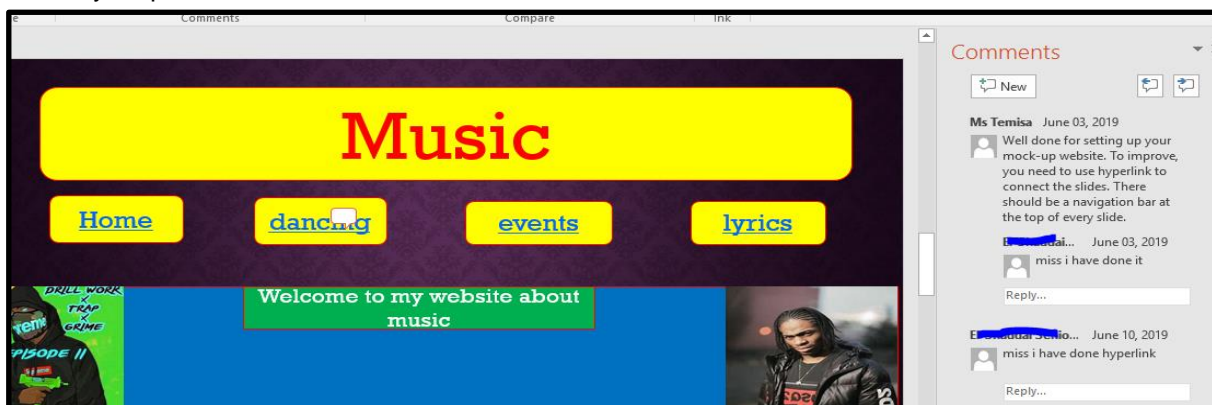 Comments Compare Ink
Comments
New
Music
Home dancing events lyrics
Welcome to my website about
music
DRILL WORK
X
TRAP
X
GRIME
EPISODE II
Ms Temisa June 03, 2019
Well done for setting up your
mock-up website. To improve,
you need to use hyperlink to
connect the slides. There
should be a navigation bar at
the top of every slide.
June 03, 2019
miss i have done it
Reply...
June 10, 2019
miss i have done hyperlink
Reply...